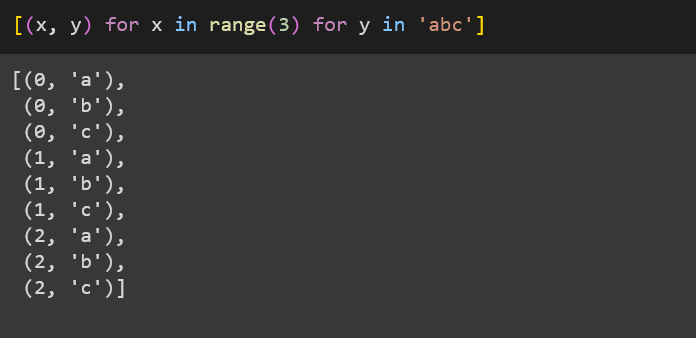 [(x, y) for x in range(3) for y in 'abc']
[(0, 'a'),
 (0, 'b'),
 (0, 'c'),
 (1, 'a'),
 (1, 'b'),
 (1, 'c'),
 (2, 'a'),
 (2, 'b'),
 (2, 'c')]